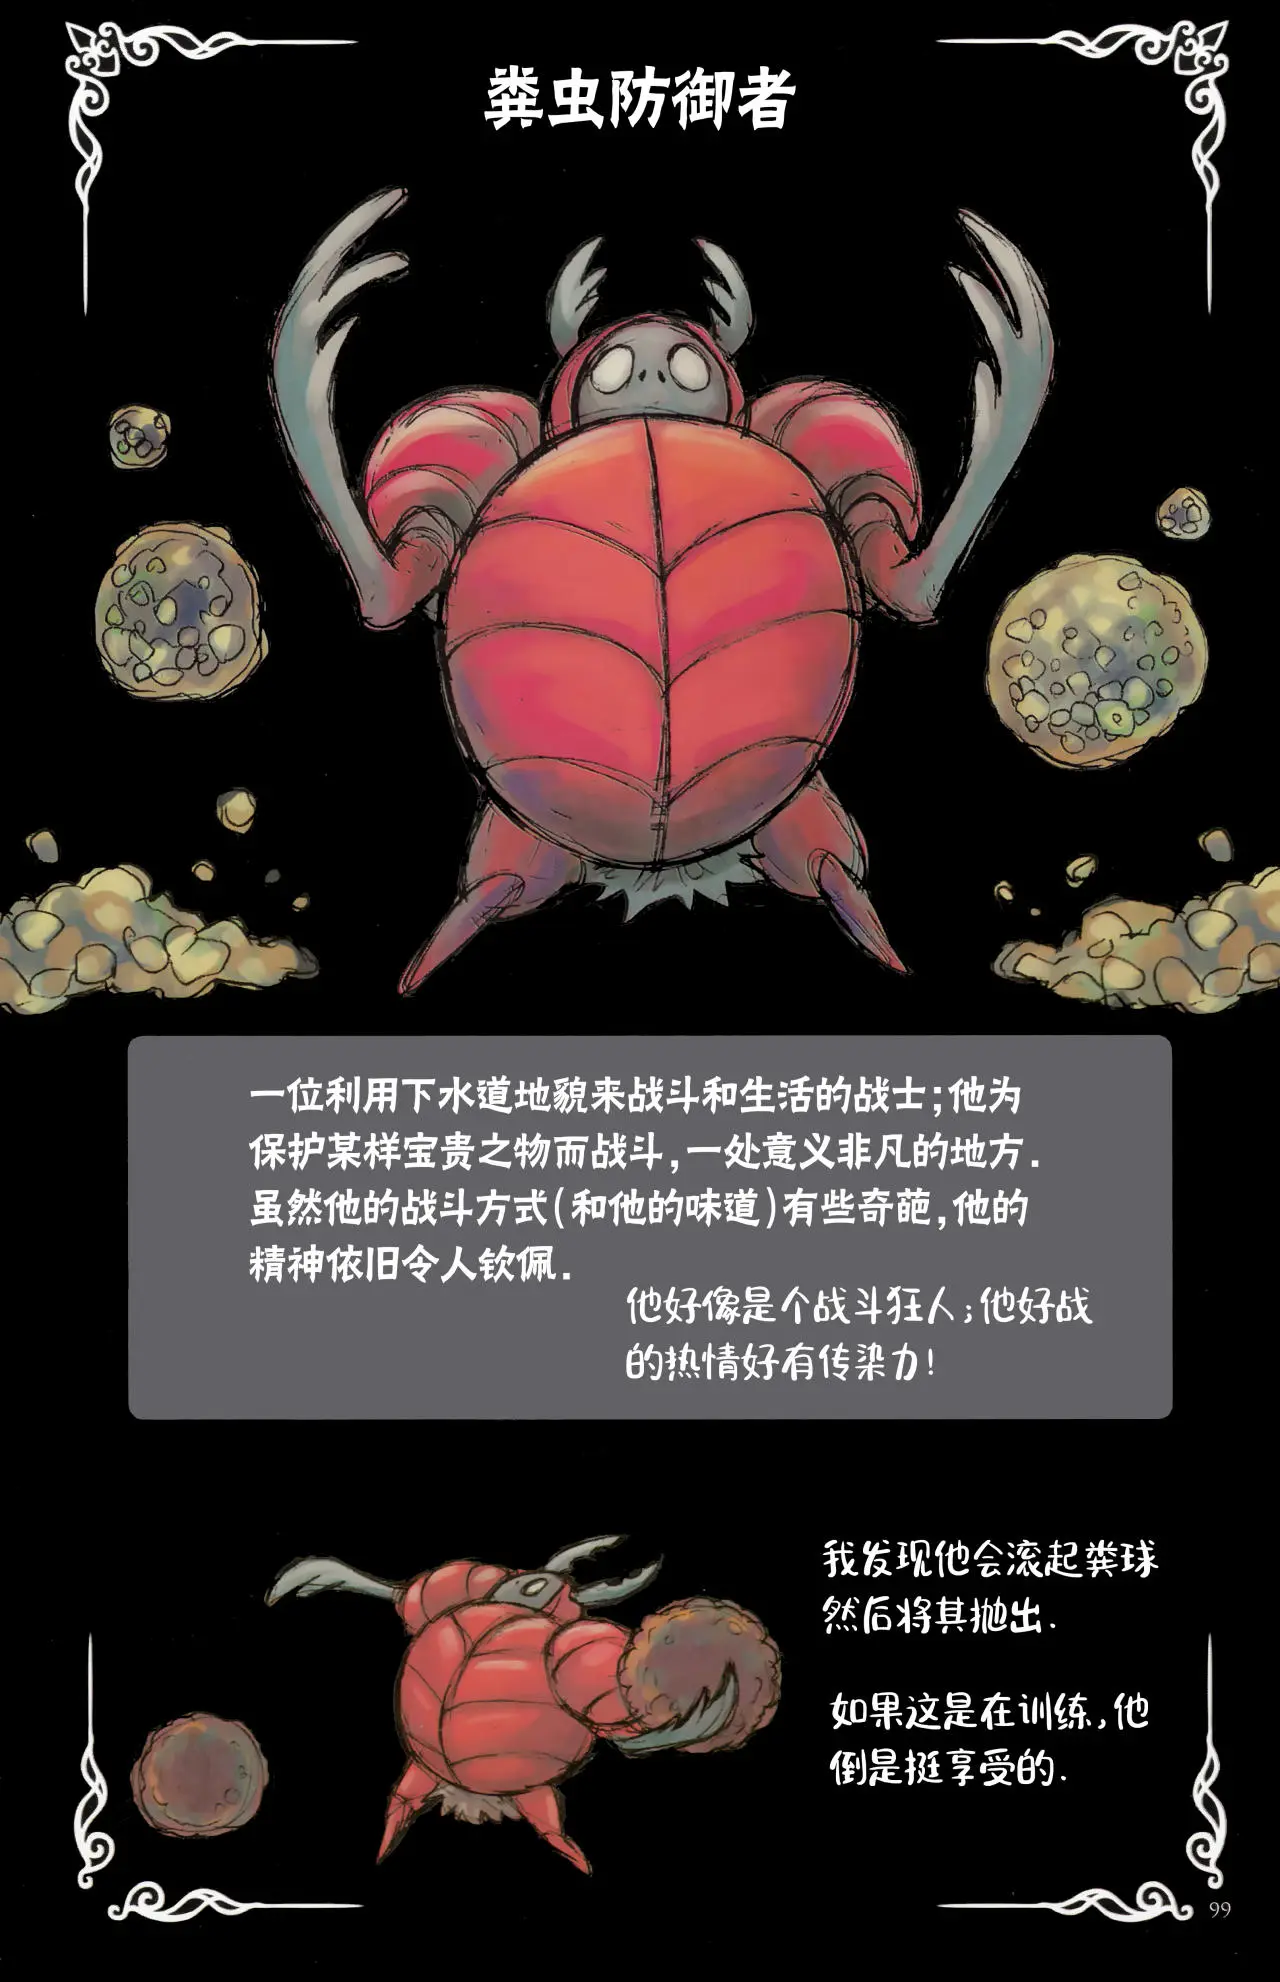 粪虫防御者
一位利用下水道地貌来战斗和生活的战士;他为
保护某样宝贵之物而战斗,一处意义非凡的地方.
虽然他的战斗方式(和他的味道)有些奇葩,他的
精神依旧令人钦佩.
他好像是个战斗狂人;他好战
的热情好有传染力!
我发现他会滚起粪球
然后将其抛出.
如果这是在训练,他
倒是挺享受的.
99